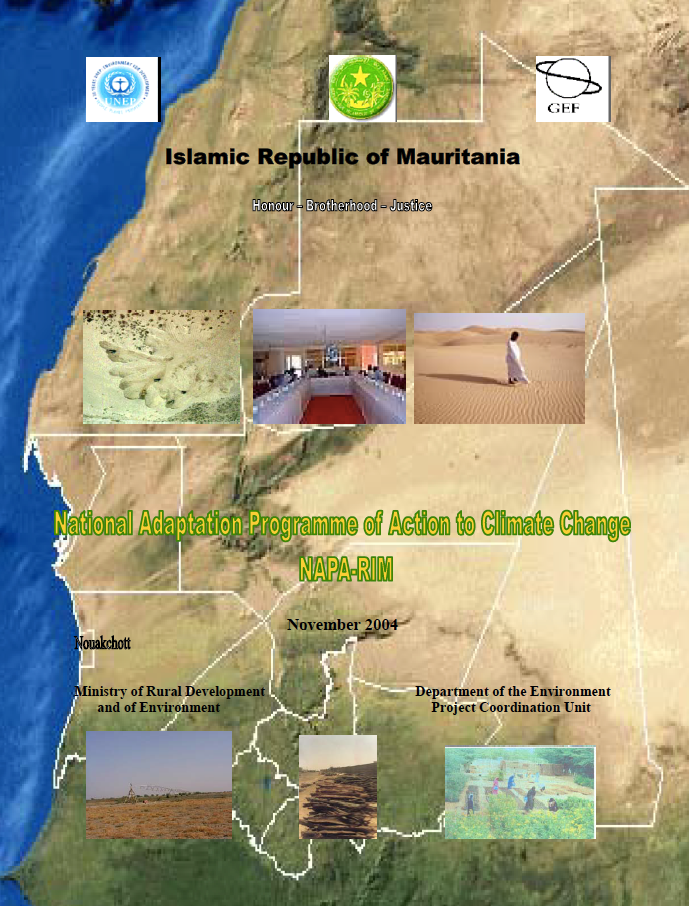 UNEP
GEF
Islamic Republic of Mauritania
Honour – Brotherhood – Justice
National Adaptation Programme of Action to Climate Change
NAPA-RIM
November 2004
Nouakchott
Ministry of Rural Development
and of Environment
Department of the Environment
Project Coordination Unit